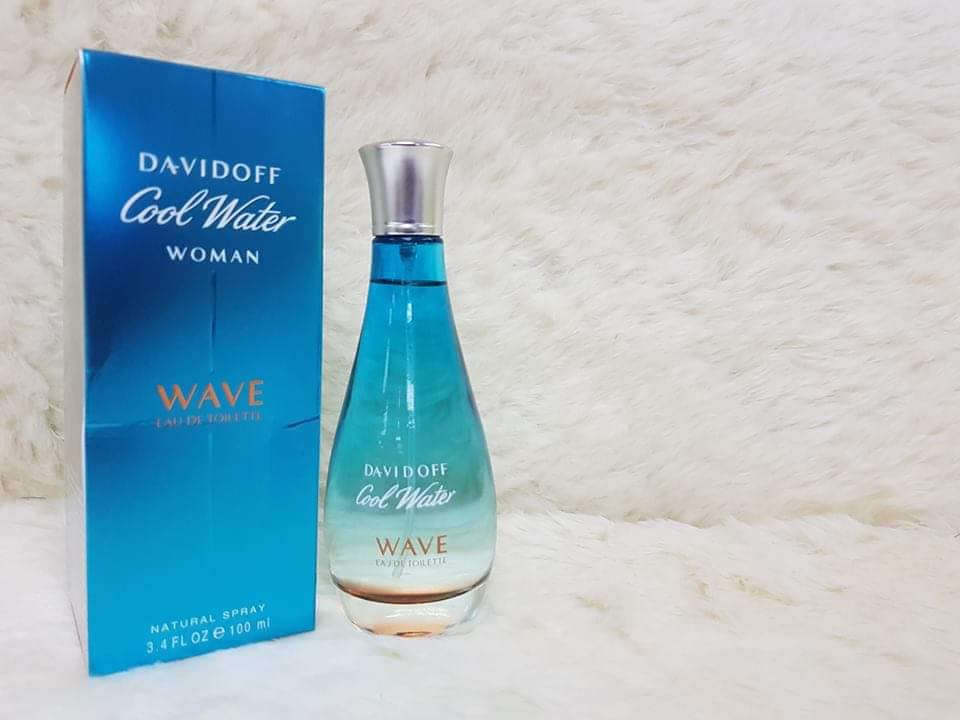 DAVIDOFF
Cool Water
WOMAN
WAVE
EAU DE TOILETTE
NATURAL SPRAY
3.4 FL OZ e 100 ml
DAVIDOFF
Cool Water
WAVE
EAU DE TOILETTE